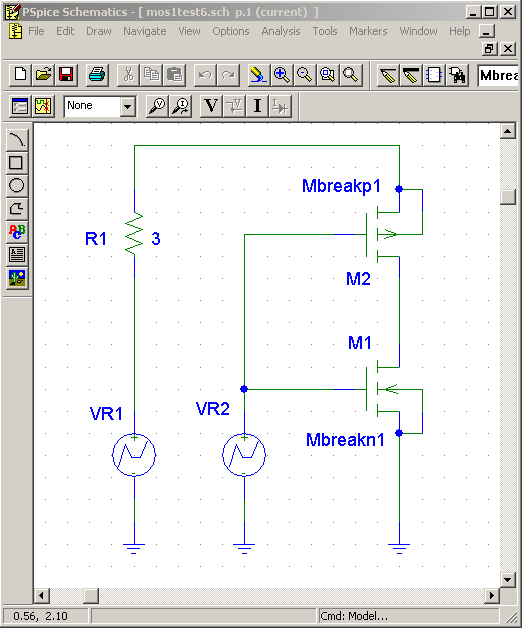 PSpice Schematics - [ mos1test6.sch p.1 (current) ]
File Edit Draw Navigate View Options Analysis Tools Markers Window Help
Mbrea
None
V
I
V V I I
ABC
Mbreakp1
R1 3
M2
M1
VR1 VR2
Mbreakn1
0.56, 2.10 Cmd: Model...